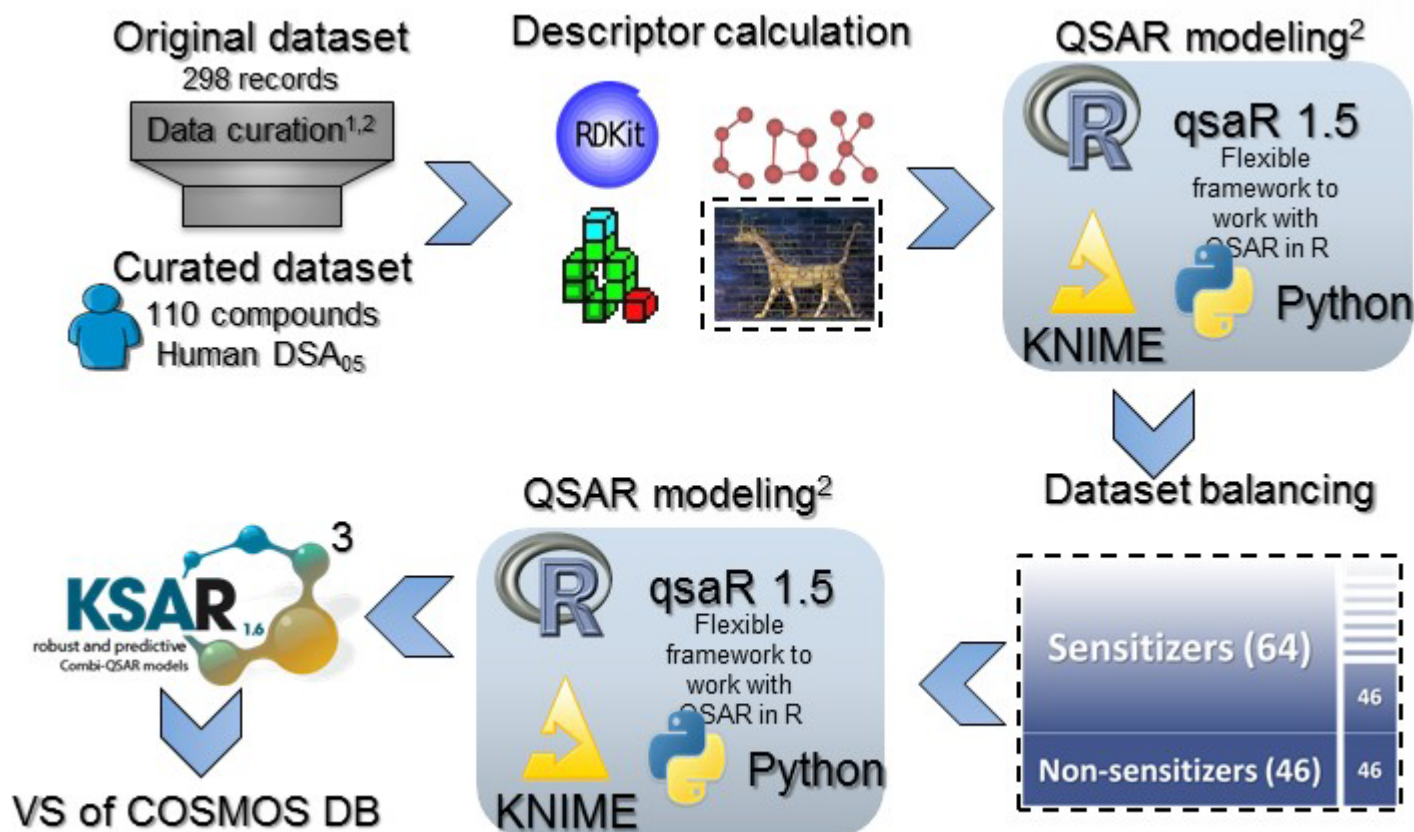 Original dataset
298 records
Data curation1,2
Curated dataset
110 compounds
Human DSA05
Descriptor calculation
RDKit
CDK
QSAR modeling2
R
qsaR 1.5
Flexible
framework to
work with
QSAR in R
Python
KNIME
Dataset balancing
Sensitizers (64)
46
Non-sensitizers (46)
46
QSAR modeling2
R
qsaR 1.5
Flexible
framework to
work with
QSAR in R
Python
KNIME
3
KSAR
1.6
robust and predictive
Combi-QSAR models
VS of COSMOS DB